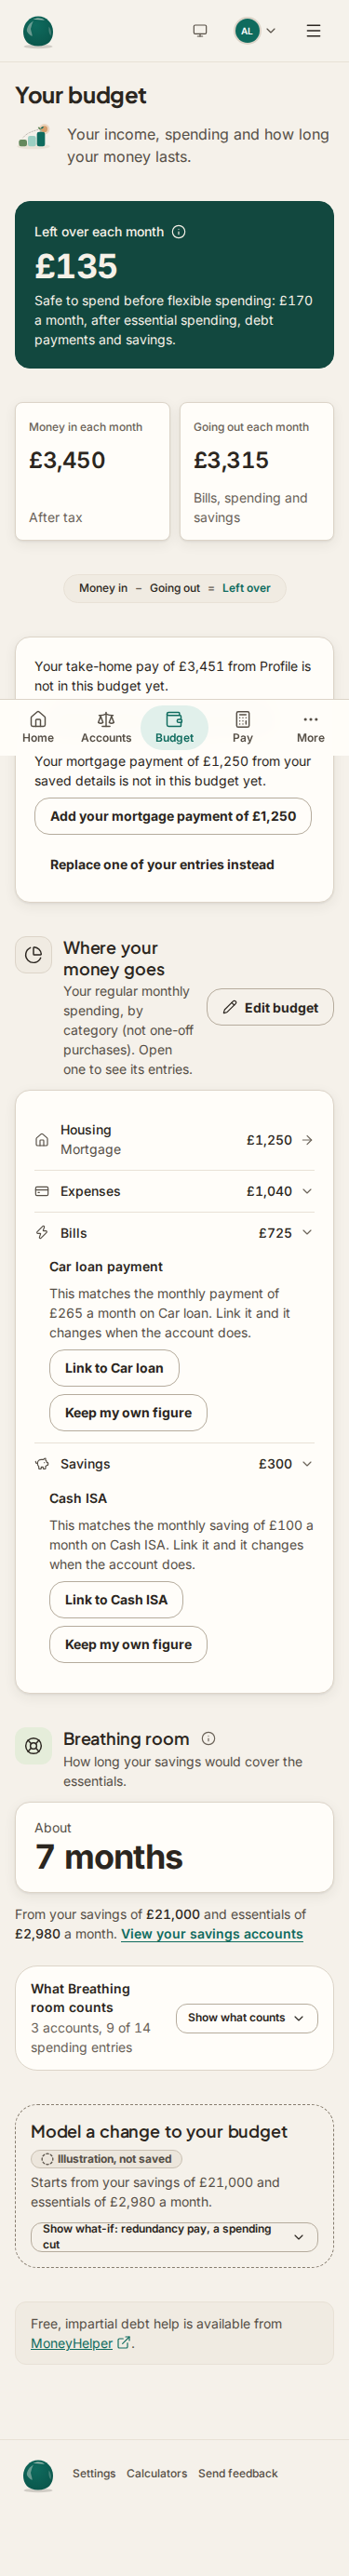 AL
Your budget
Your income, spending and how long
your money lasts.
Left over each month
£135
Safe to spend before flexible spending: £170
a month, after essential spending, debt
payments and savings.
Money in each month
£3,450
After tax
Going out each month
£3,315
Bills, spending and
savings
Money in − Going out = Left over
Your take-home pay of £3,451 from Profile is
not in this budget yet.
Home
Accounts
Budget
Pay
More
Your mortgage payment of £1,250 from your
saved details is not in this budget yet.
Add your mortgage payment of £1,250
Replace one of your entries instead
Where your
money goes
Your regular monthly
spending, by
category (not one-off
purchases). Open
one to see its entries.
Edit budget
Housing
Mortgage
£1,250
Expenses
£1,040
Bills
£725
Car loan payment
This matches the monthly payment of
£265 a month on Car loan. Link it and it
changes when the account does.
Link to Car loan
Keep my own figure
Savings
£300
Cash ISA
This matches the monthly saving of £100 a
month on Cash ISA. Link it and it changes
when the account does.
Link to Cash ISA
Keep my own figure
Breathing room
How long your savings would cover the
essentials.
About
7 months
From your savings of £21,000 and essentials of
£2,980 a month. View your savings accounts
What Breathing
room counts
3 accounts, 9 of 14
spending entries
Show what counts
Model a change to your budget
Illustration, not saved
Starts from your savings of £21,000 and
essentials of £2,980 a month.
Show what-if: redundancy pay, a spending
cut
Free, impartial debt help is available from
MoneyHelper.
Settings
Calculators
Send feedback